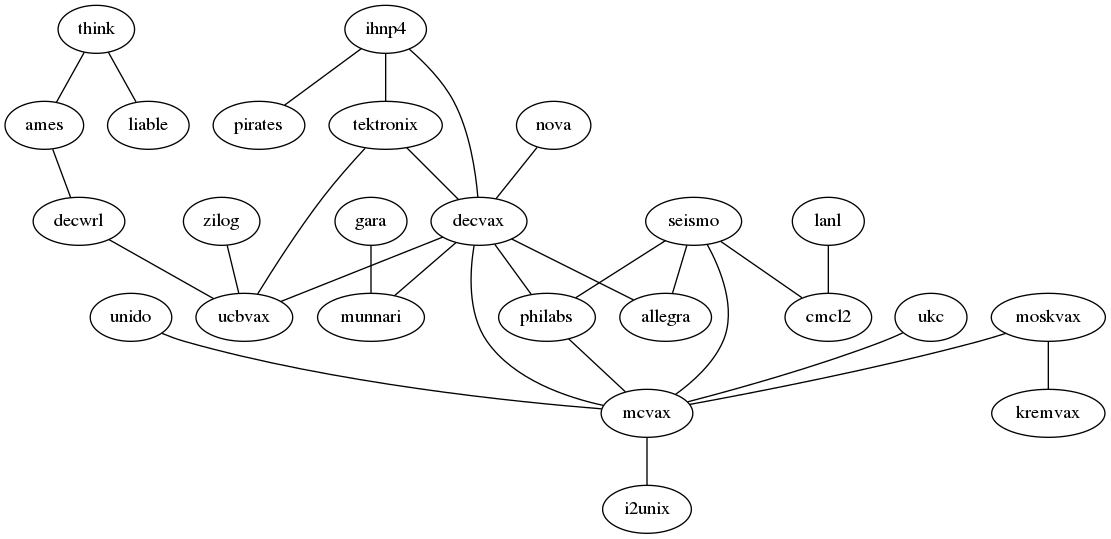 think
ihnp4
ames
liable
pirates
tektronix
nova
decwrl
zilog
gara
decvax
seismo
lanl
unido
ucbvax
munnari
philabs
allegra
cmcl2
ukc
moskvax
mcvax
kremvax
i2unix